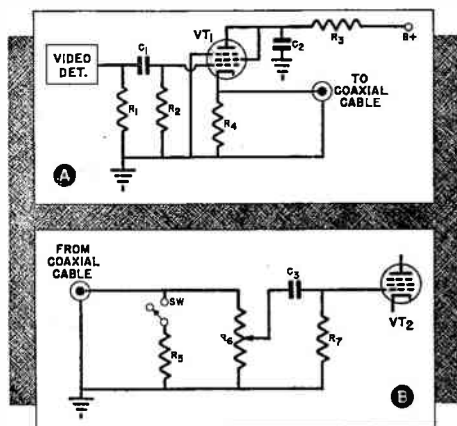 VT1
C1
R3
B+
VIDEO
DET.
C2
TO
COAXIAL
CABLE
R1
R2
R4
A
FROM
COAXIAL
CABLE
SW
C3
R5
R6
R7
VT2
B